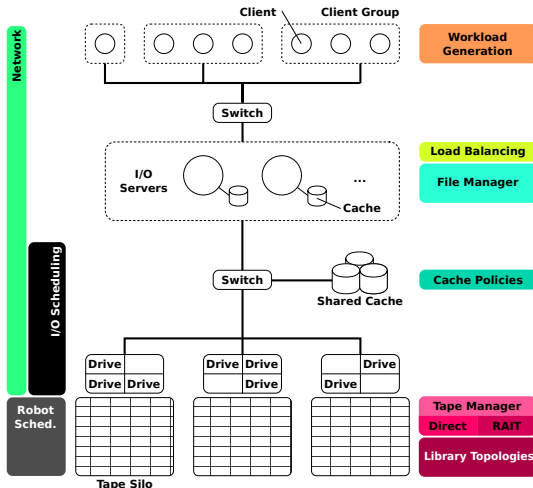 Client
Client Group
Workload
Generation
Network
Switch
Load Balancing
I/O
Servers
...
File Manager
Cache
I/O Scheduling
Switch
Shared Cache
Cache Policies
Drive
Drive Drive
Drive
Drive Drive
Drive
Drive
Drive
Robot
Sched.
Tape Manager
Direct
RAIT
Library Topologies
Tape Silo